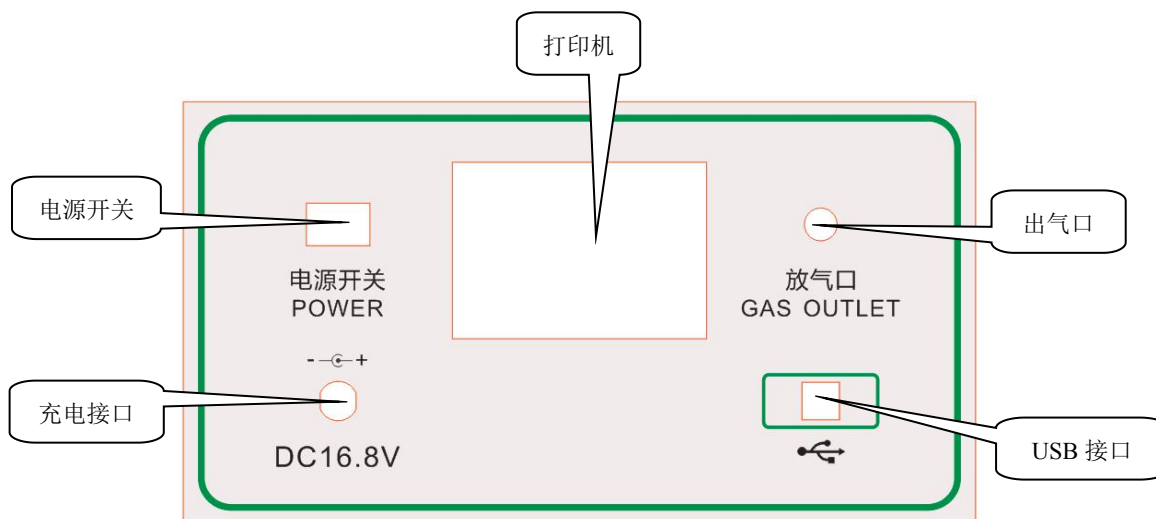 打印机
电源开关
出气口
电源开关
POWER
放气口
GAS OUTLET
- +
充电接口
DC16.8V
USB 接口